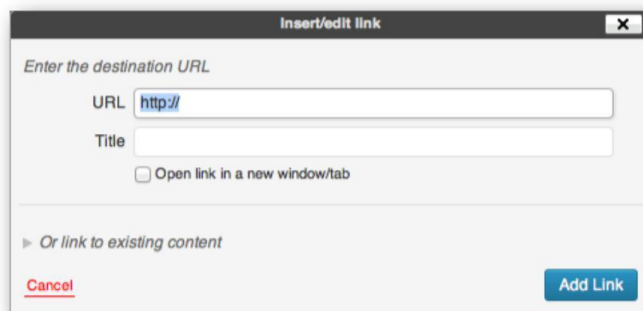 Insert/edit link
Enter the destination URL
URL http://
Title
Open link in a new window/tab
Or link to existing content
Cancel Add Link